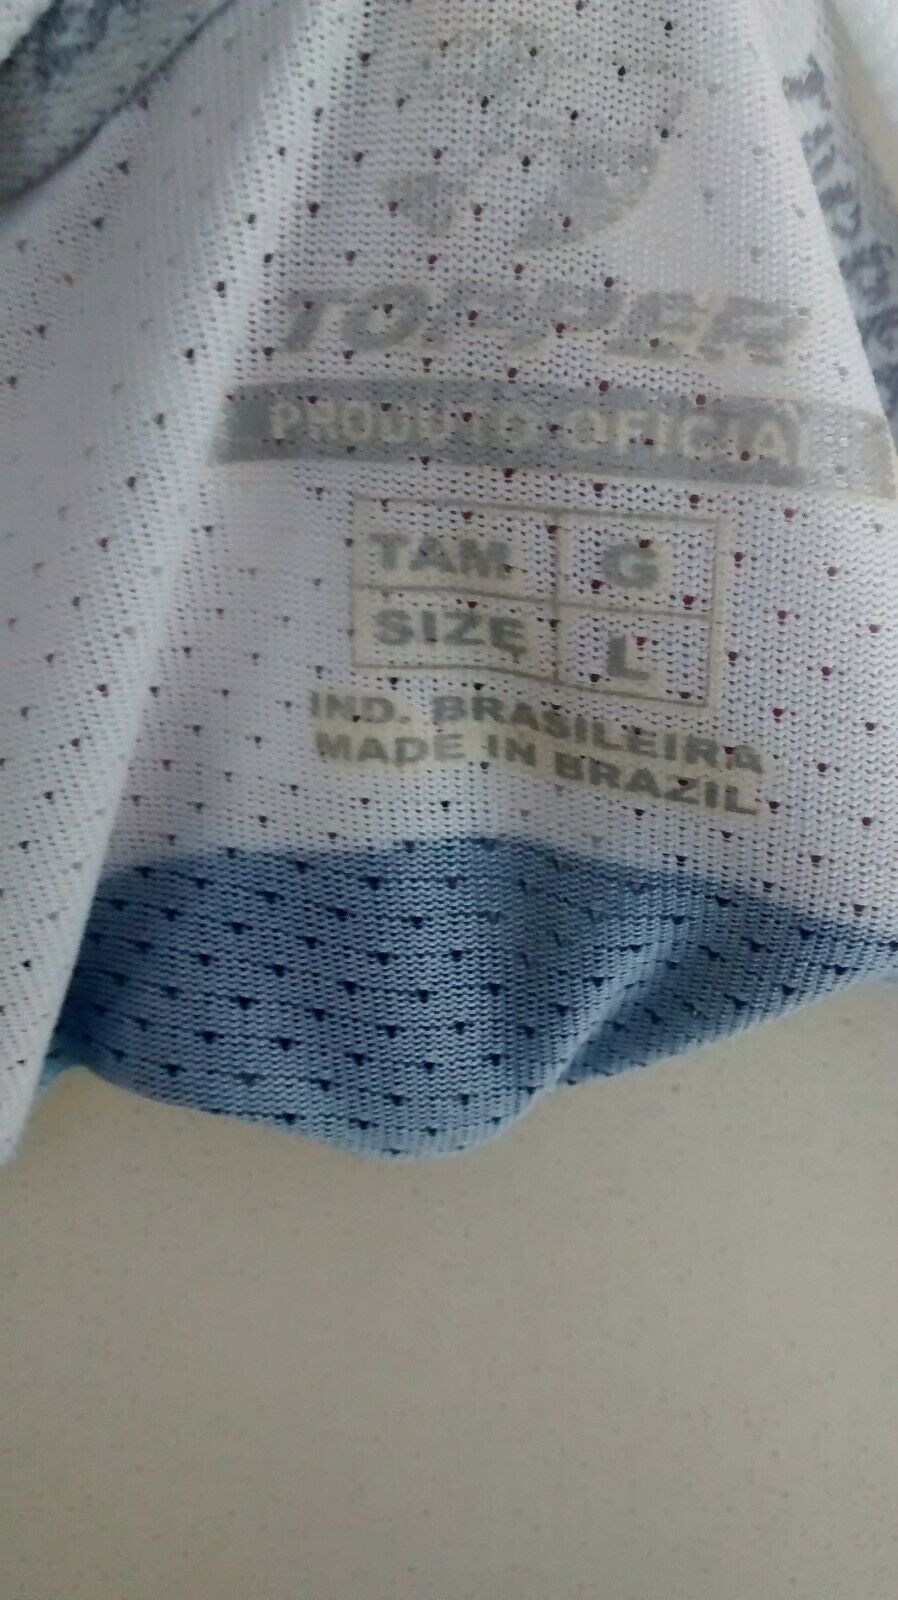 TOPPER
PRODUTO OFICIAL
TAM G
SIZE L
IND. BRASILEIRA
MADE IN BRAZIL